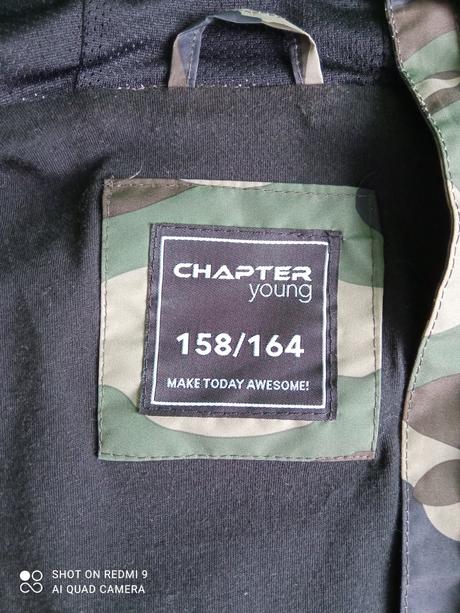 CHAPTER
young
158/164
MAKE TODAY AWESOME!
SHOT ON REDMI 9
AI QUAD CAMERA